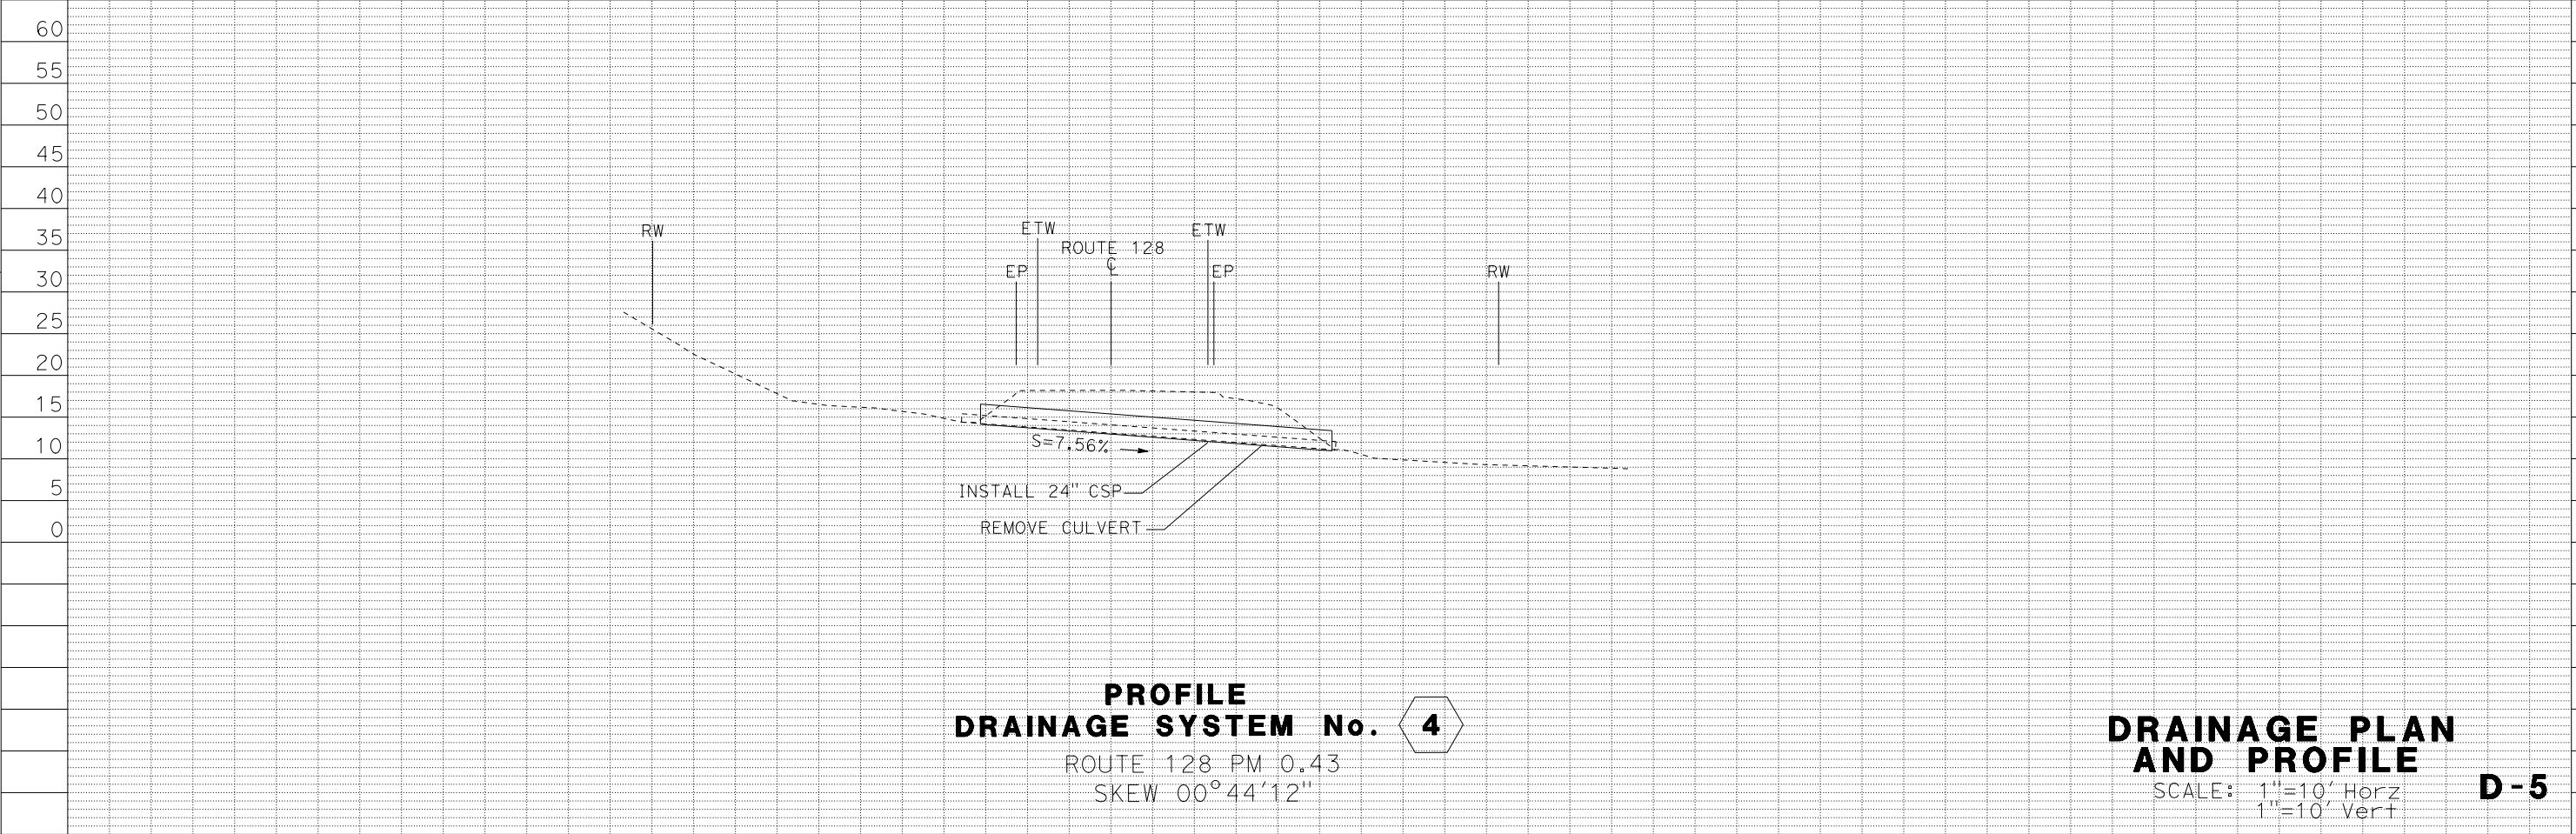 60
55
50
45
40
35
30
25
20
15
10
5
0
RW
ETW
ETW
ROUTE 128
℄
EP
EP
RW
S=7.56%
INSTALL 24" CSP
REMOVE CULVERT
PROFILE
DRAINAGE SYSTEM No. 4
ROUTE 128 PM 0.43
SKEW 00°44'12"
DRAINAGE PLAN
AND PROFILE
SCALE: 1"=10' Horz
1"=10' Vert
D-5